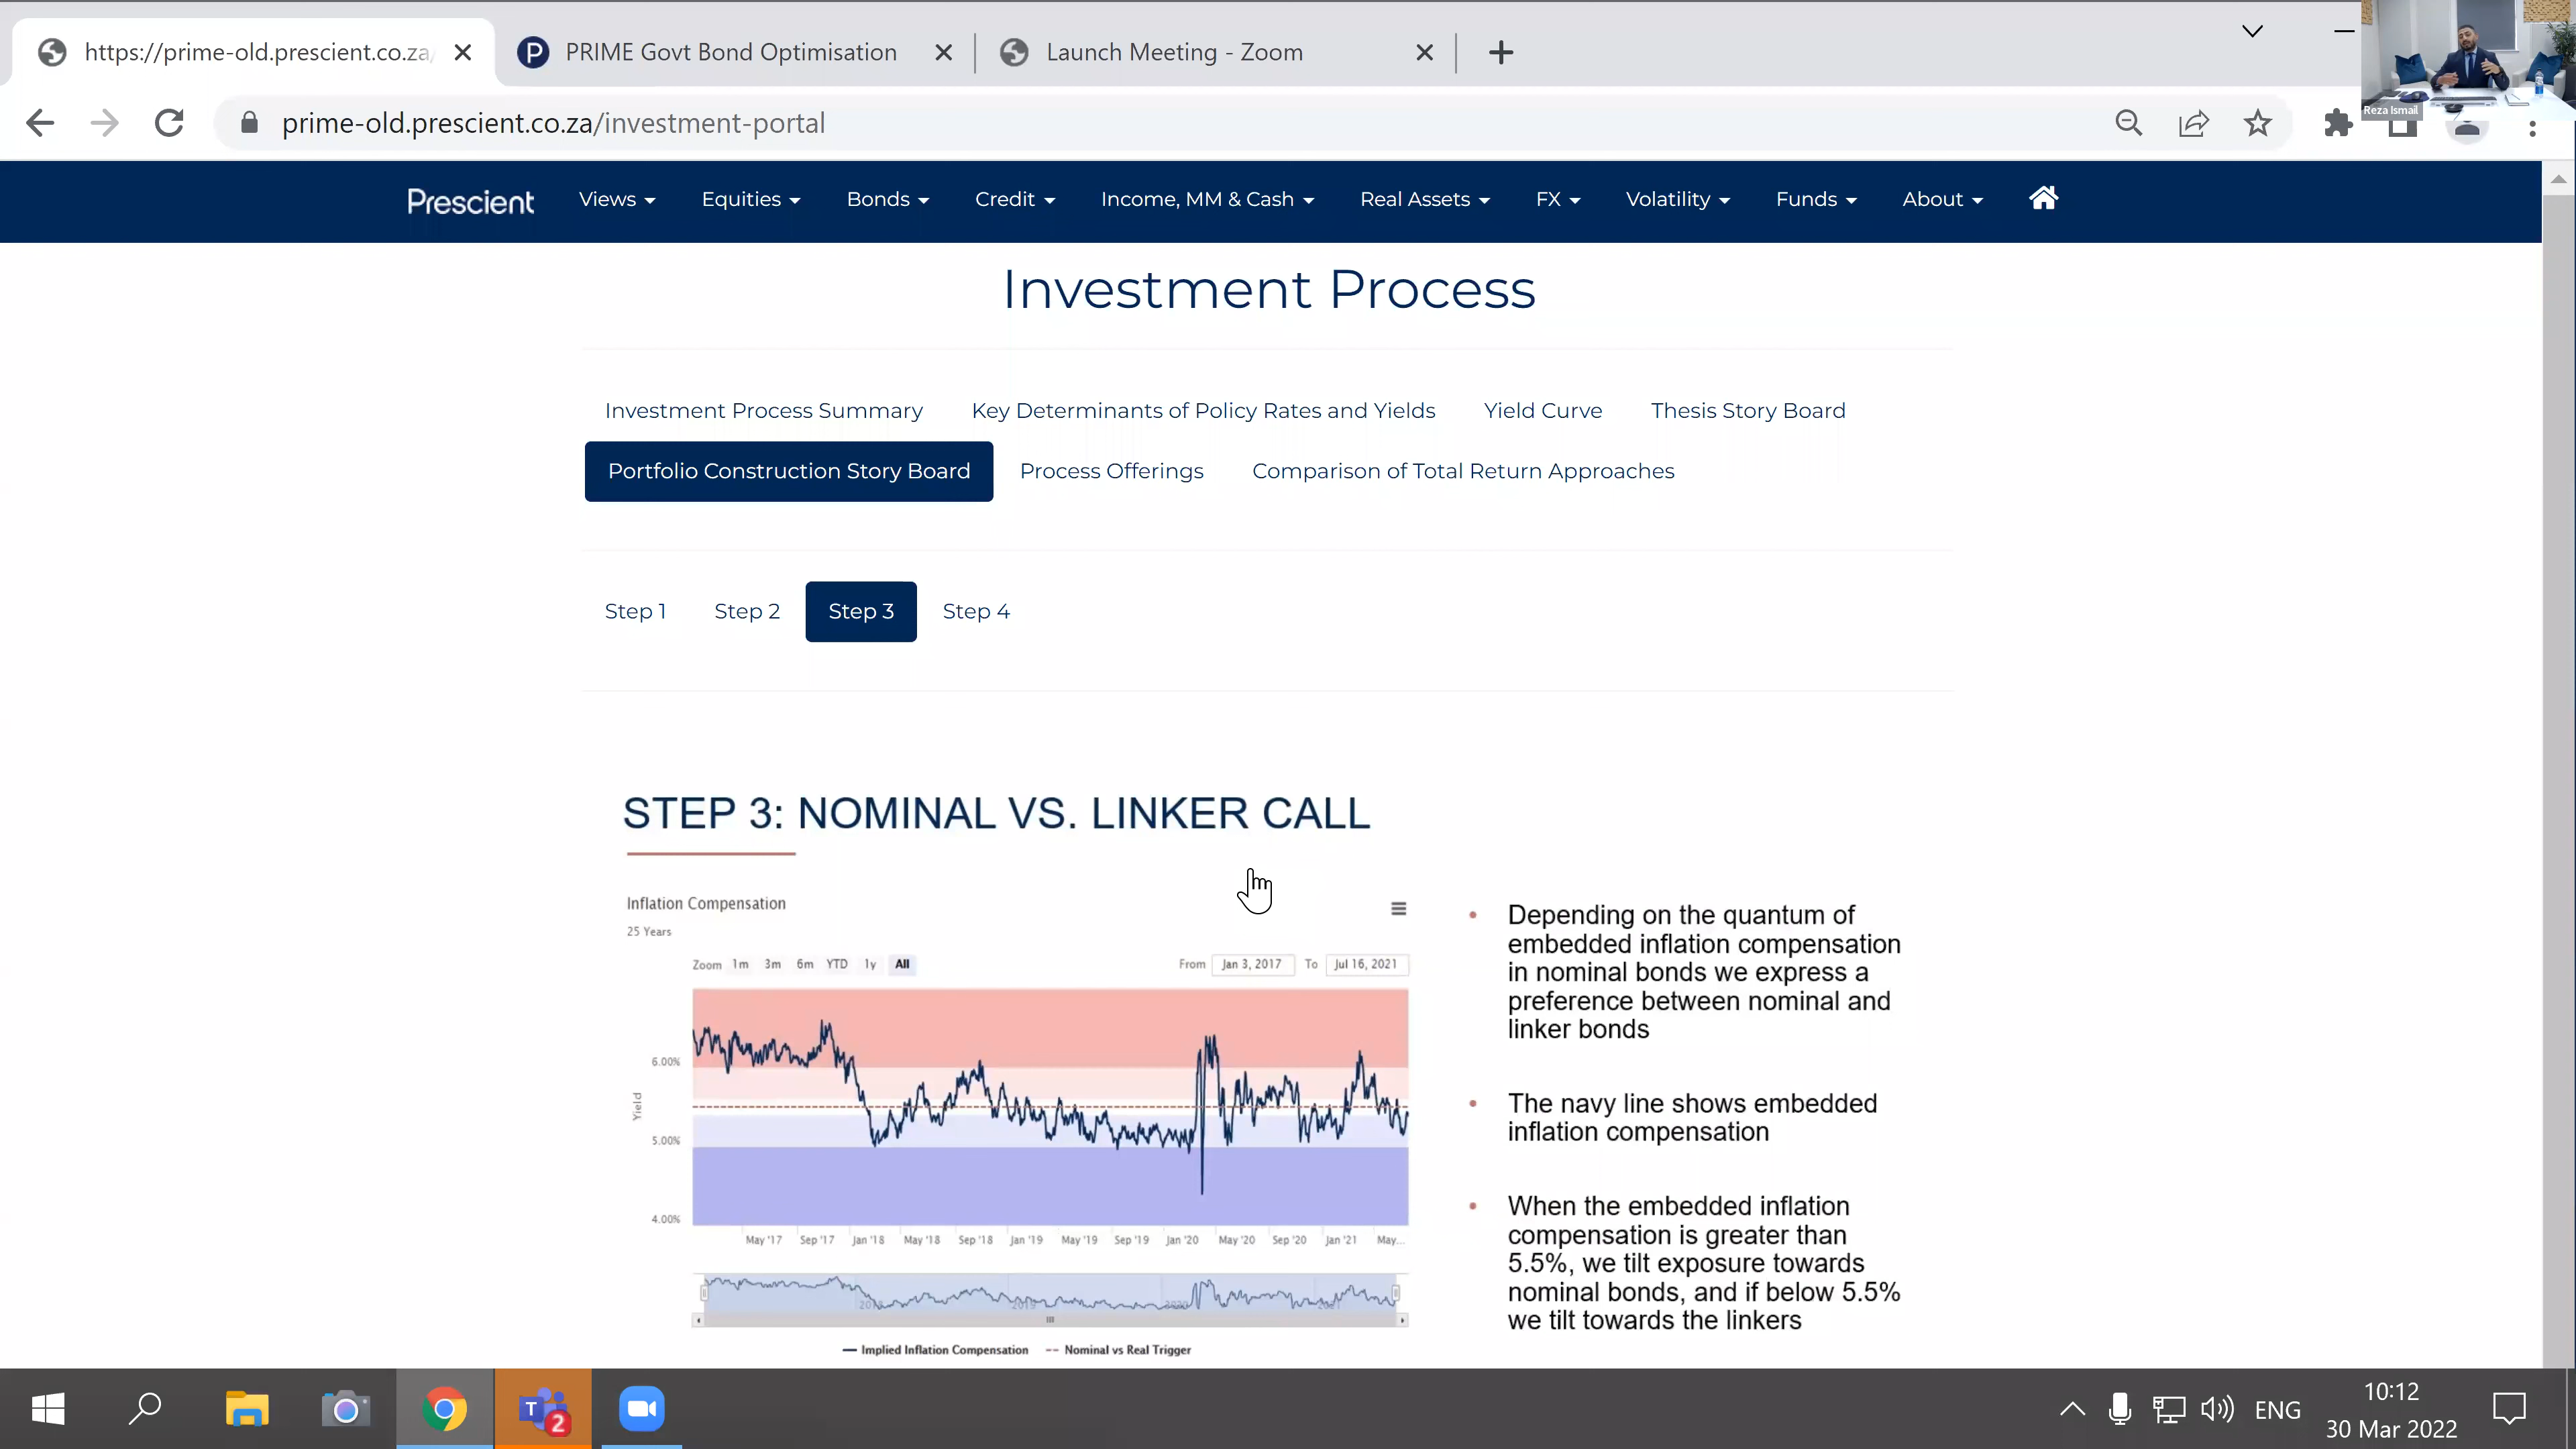 https://prime-old.prescient.co.za/
PRIME Govt Bond Optimisation
Launch Meeting - Zoom
Reza Ismail
prime-old.prescient.co.za/investment-portal
Prescient Views Equities Bonds Credit Income, MM & Cash Real Assets FX Volatility Funds About
Investment Process
Investment Process Summary Key Determinants of Policy Rates and Yields Yield Curve Thesis Story Board
Portfolio Construction Story Board Process Offerings Comparison of Total Return Approaches
Step 1 Step 2 Step 3 Step 4
STEP 3: NOMINAL VS. LINKER CALL
Inflation Compensation
25 Years
Zoom 1m 3m 6m YTD 1y All From Jan 3, 2017 To Jul 16, 2021
6.00%
5.00%
4.00%
Yield
May '17 Sep '17 Jan '18 May '18 Sep '18 Jan '19 May '19 Sep '19 Jan '20 May '20 Sep '20 Jan '21 May...
2018 2019 2020 2021
Implied Inflation Compensation Nominal vs Real Trigger
• Depending on the quantum of
embedded inflation compensation
in nominal bonds we express a
preference between nominal and
linker bonds
• The navy line shows embedded
inflation compensation
• When the embedded inflation
compensation is greater than
5.5%, we tilt exposure towards
nominal bonds, and if below 5.5%
we tilt towards the linkers
T 2
ENG
10:12
30 Mar 2022